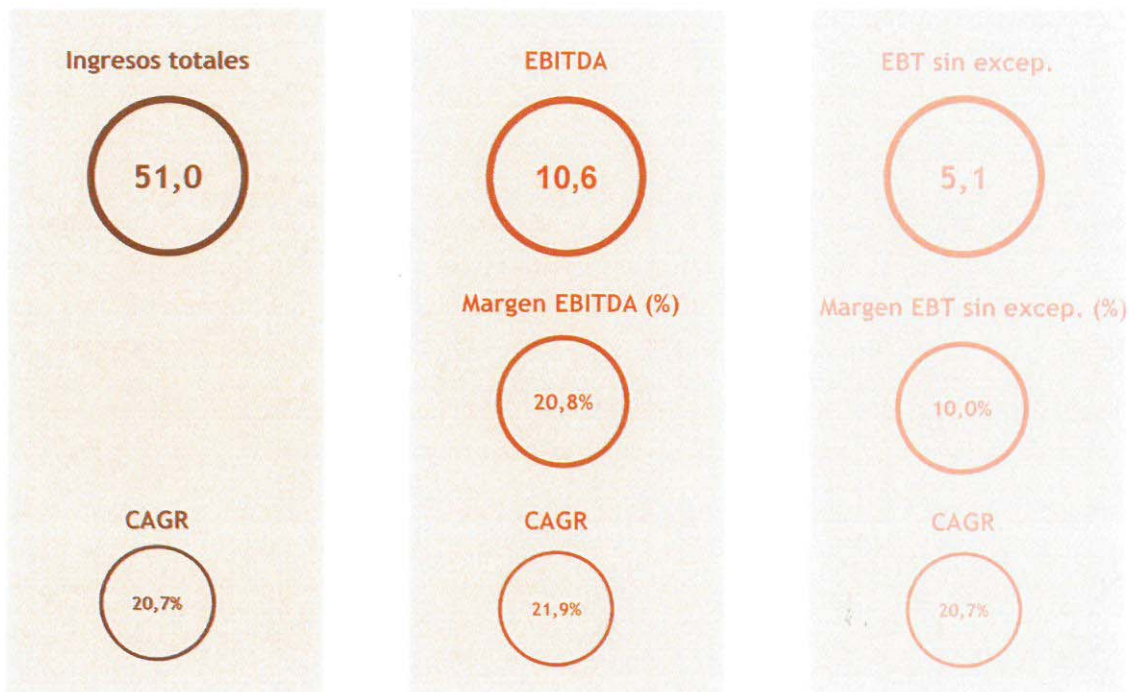 Ingresos totales
51,0
CAGR
20,7%
EBITDA
10,6
Margen EBITDA (%)
20,8%
CAGR
21,9%
EBT sin excep.
5,1
Margen EBT sin excep. (%)
10,0%
CAGR
20,7%